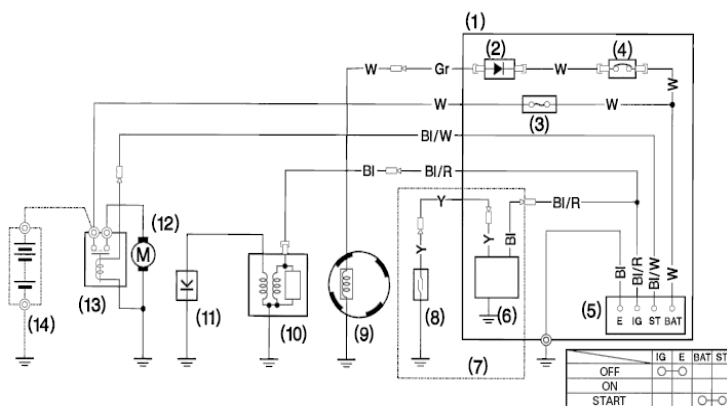 (1)
(2)
(4)
W
Gr
W
W
W
W
(3)
Bl/W
Bl
Bl/R
Y
Bl/R
Y
Y
Bl
(12)
M
(13)
(14)
(11)
(10)
(9)
(8)
(6)
(7)
Bl
Bl/R
Bl/W
W
(5)
E IG ST BAT
IG E BAT ST
OFF
ON
START